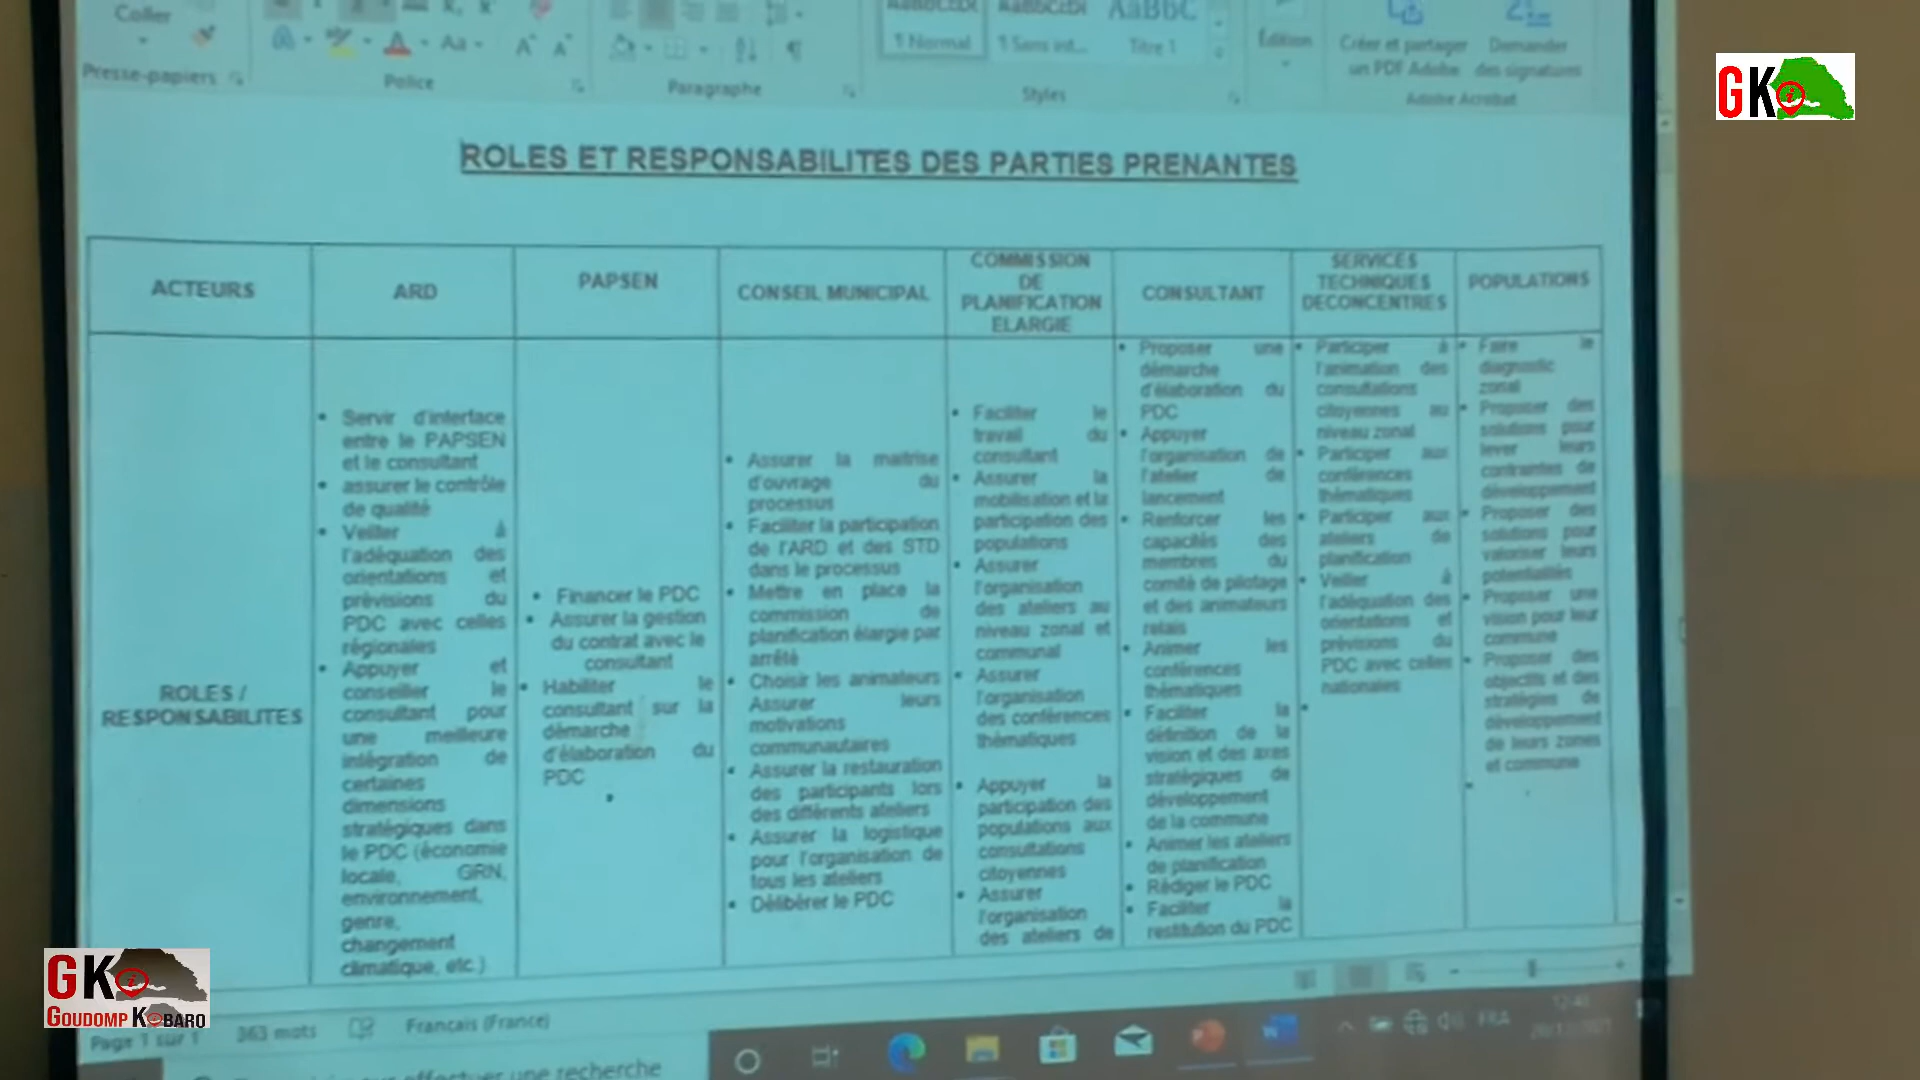 Coller
Presse-papiers
Police
Paragraphe
Styles
¶ Normal
¶ Sans int...
Titre 1
Édition
Créer et partager
un PDF Adobe
Demander
des signatures
Adobe Acrobat
GK
ROLES ET RESPONSABILITES DES PARTIES PRENANTES
ACTEURS
ARD
PAPSEN
CONSEIL MUNICIPAL
COMMISSION
DE
PLANIFICATION
ELARGIE
CONSULTANT
SERVICES
TECHNIQUES
DECONCENTRES
POPULATIONS
ROLES /
RESPONSABILITES
• Servir d'interface
entre le PAPSEN
et le consultant
• assurer le contrôle
de qualité
• Veiller à
l'adéquation des
orientations et
prévisions du
PDC avec celles
régionales
• Appuyer et
conseiller le
consultant pour
une meilleure
intégration de
certaines
dimensions
stratégiques dans
le PDC (économie
locale, GRN,
environnement,
genre,
changement
climatique, etc.)
• Financer le PDC
• Assurer la gestion
du contrat avec le
consultant
• Habiliter le
consultant sur la
démarche
d'élaboration du
PDC
• Assurer la maitrise
d'ouvrage du
processus
• Faciliter la participation
de l'ARD et des STD
dans le processus
• Mettre en place la
commission de
planification élargie par
arrêté
• Choisir les animateurs
Assurer leurs
motivations
communautaires
• Assurer la restauration
des participants lors
des différents ateliers
• Assurer la logistique
pour l'organisation de
tous les ateliers
• Délibérer le PDC
• Faciliter le
travail du
consultant
• Assurer la
mobilisation et la
participation des
populations
• Assurer
l'organisation
des ateliers au
niveau zonal et
communal
• Assurer
l'organisation
des conférences
thématiques
• Appuyer la
participation des
populations aux
consultations
citoyennes
• Assurer
l'organisation
des ateliers de
• Proposer une
démarche
d'élaboration du
PDC
• Appuyer
l'organisation de
l'atelier de
lancement
• Renforcer les
capacités des
membres du
comité de pilotage
et des animateurs
relais
• Animer les
conférences
thématiques
• Faciliter la
définition de la
vision et des axes
stratégiques de
développement
de la commune
• Animer les ateliers
de planification
• Rédiger le PDC
• Faciliter la
restitution du PDC
• Participer à
l'animation des
consultations
citoyennes au
niveau zonal
• Participer aux
conférences
thématiques
• Participer aux
ateliers de
planification
• Veiller à
l'adéquation des
orientations et
prévisions du
PDC avec celles
nationales
• Faire le
diagnostic
zonal
• Proposer des
solutions pour
lever leurs
contraintes de
développement
• Proposer des
solutions pour
valoriser leurs
potentialités
• Proposer une
vision pour leur
commune
• Proposer des
objectifs et des
stratégies de
développement
de leurs zones
et commune
GK
GOUDOMP KOBARO
Page 1 sur 1
363 mots
Français (France)
effectuer une recherche
FRA